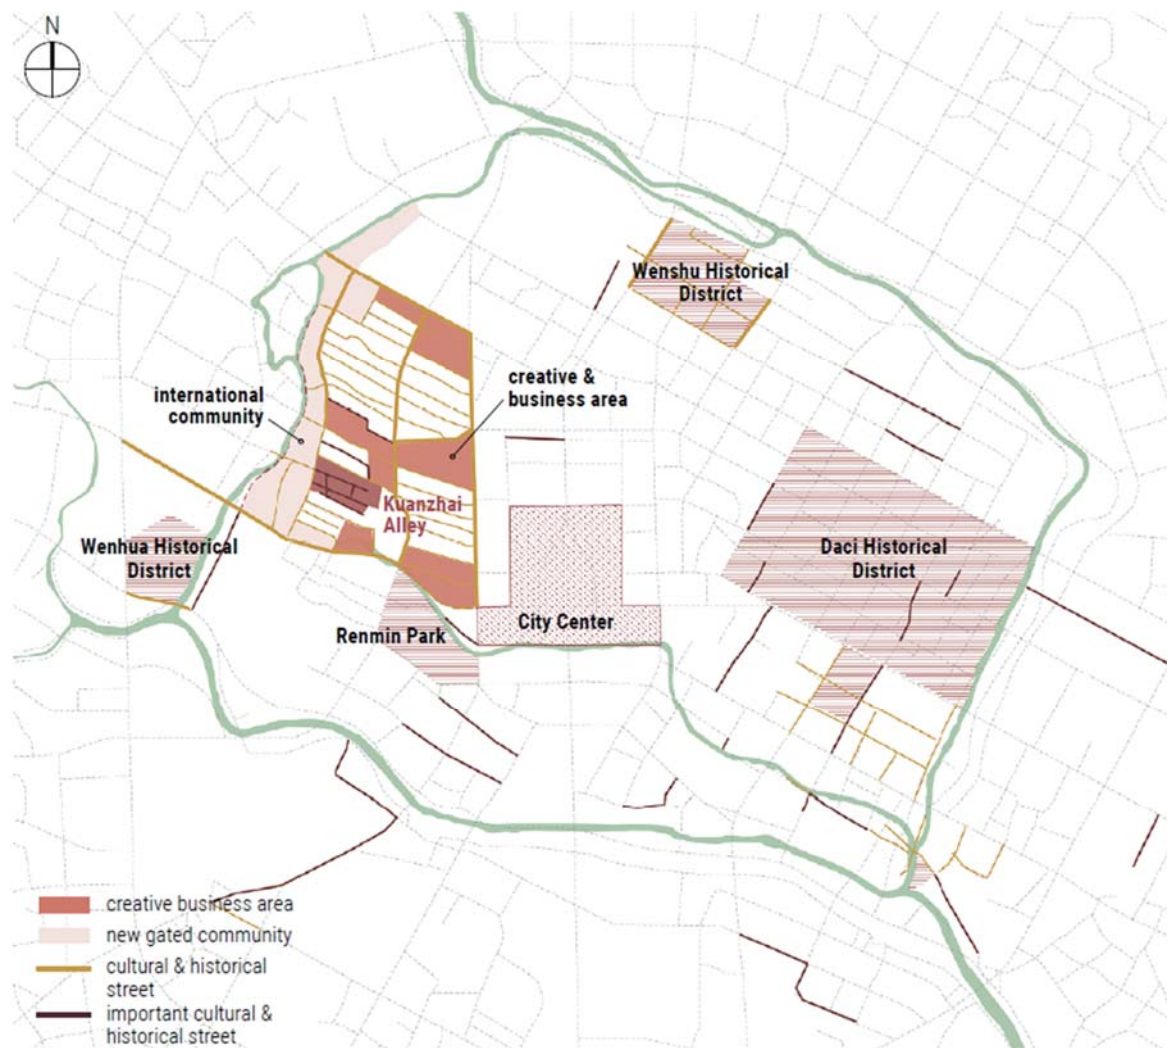 N
Wenshu Historical
District
creative &
business area
international
community
Kuanzhai
Alley
Wenhua Historical
District
Daci Historical
District
City Center
Renmin Park
creative business area
new gated community
cultural & historical
street
important cultural &
historical street